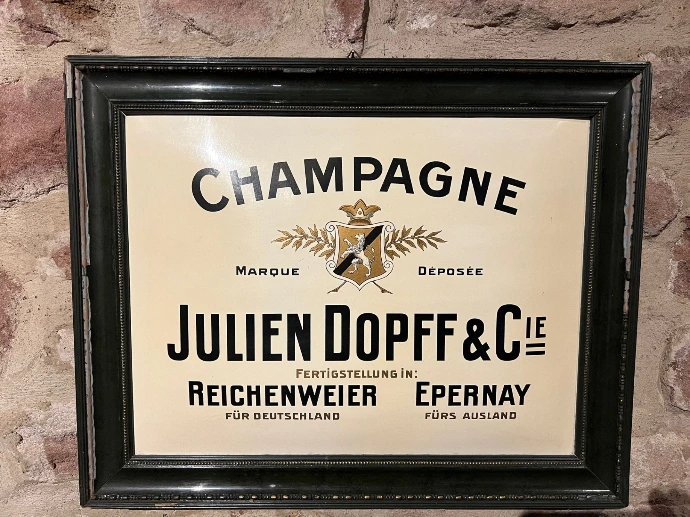 CHAMPAGNE
MARQUE DÉPOSÉE
JULIEN DOPFF & CIE
FERTIGSTELLUNG IN:
REICHENWEIER EPERNAY
FÜR DEUTSCHLAND FÜRS AUSLAND